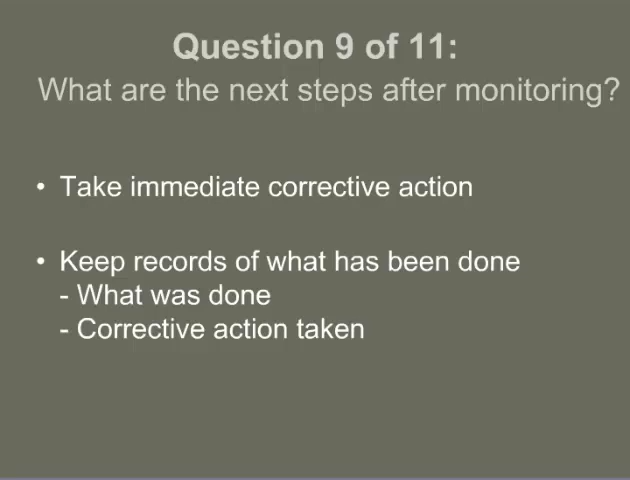 Question 9 of 11:
What are the next steps after monitoring?
• Take immediate corrective action
• Keep records of what has been done
- What was done
- Corrective action taken